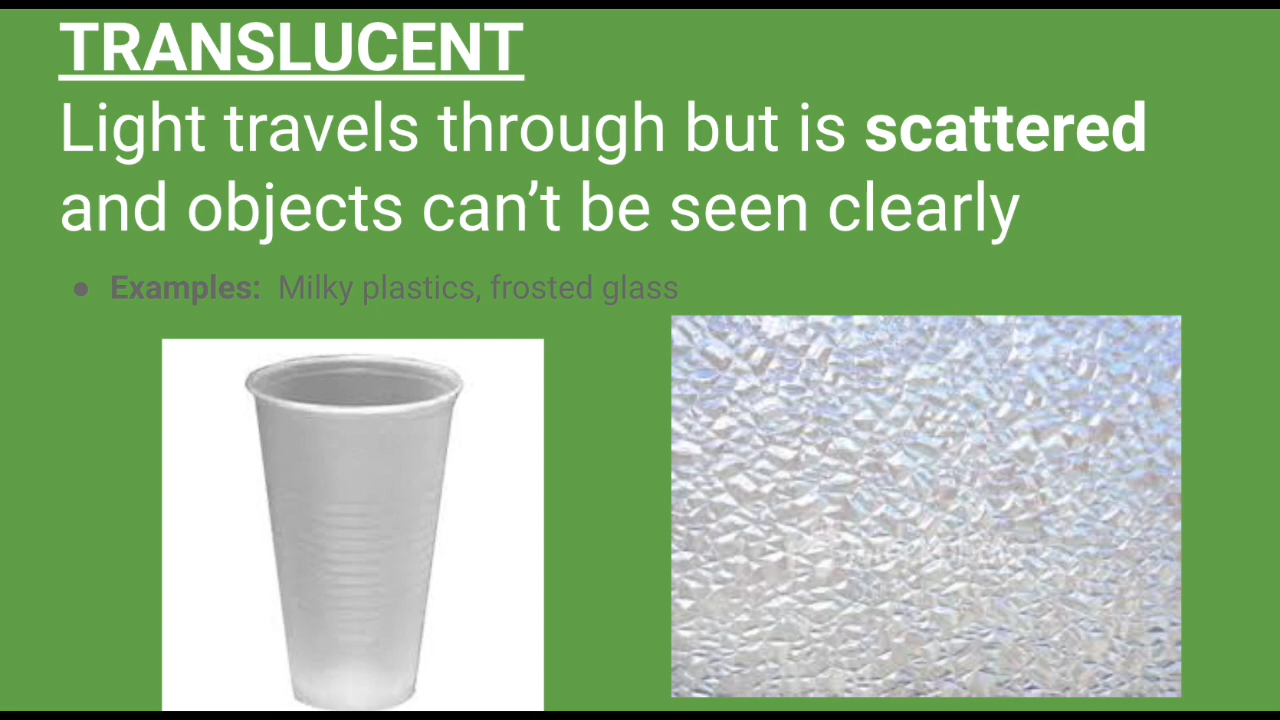 TRANSLUCENT
Light travels through but is scattered
and objects can’t be seen clearly
● Examples: Milky plastics, frosted glass